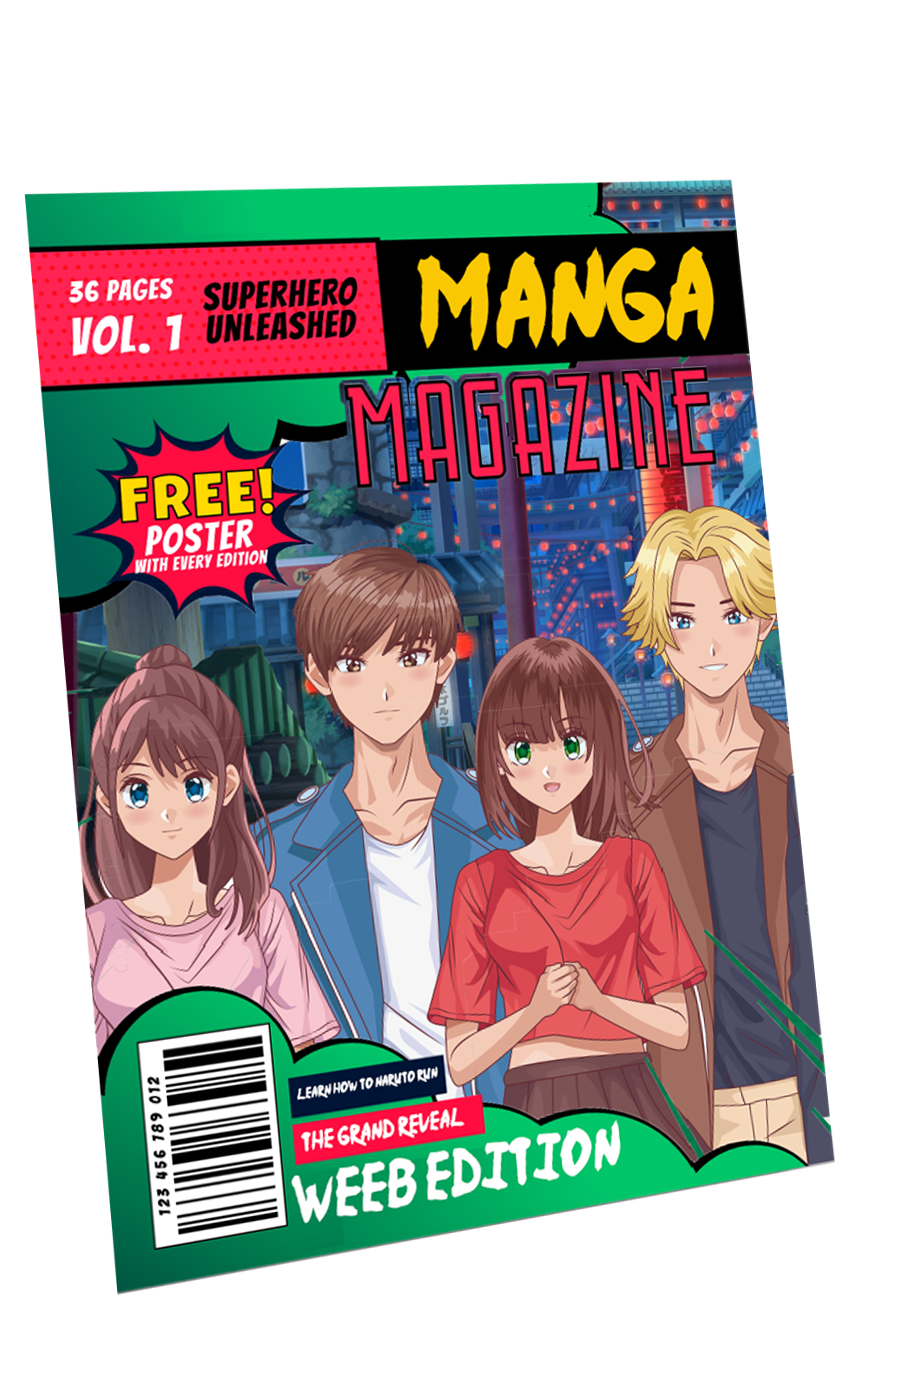 36 PAGES
VOL. 1
SUPERHERO
UNLEASHED
MANGA
MAGAZINE
FREE!
POSTER
WITH EVERY EDITION
LEARN HOW TO NARUTO RUN
THE GRAND REVEAL
WEEB EDITION
123 456 789 012